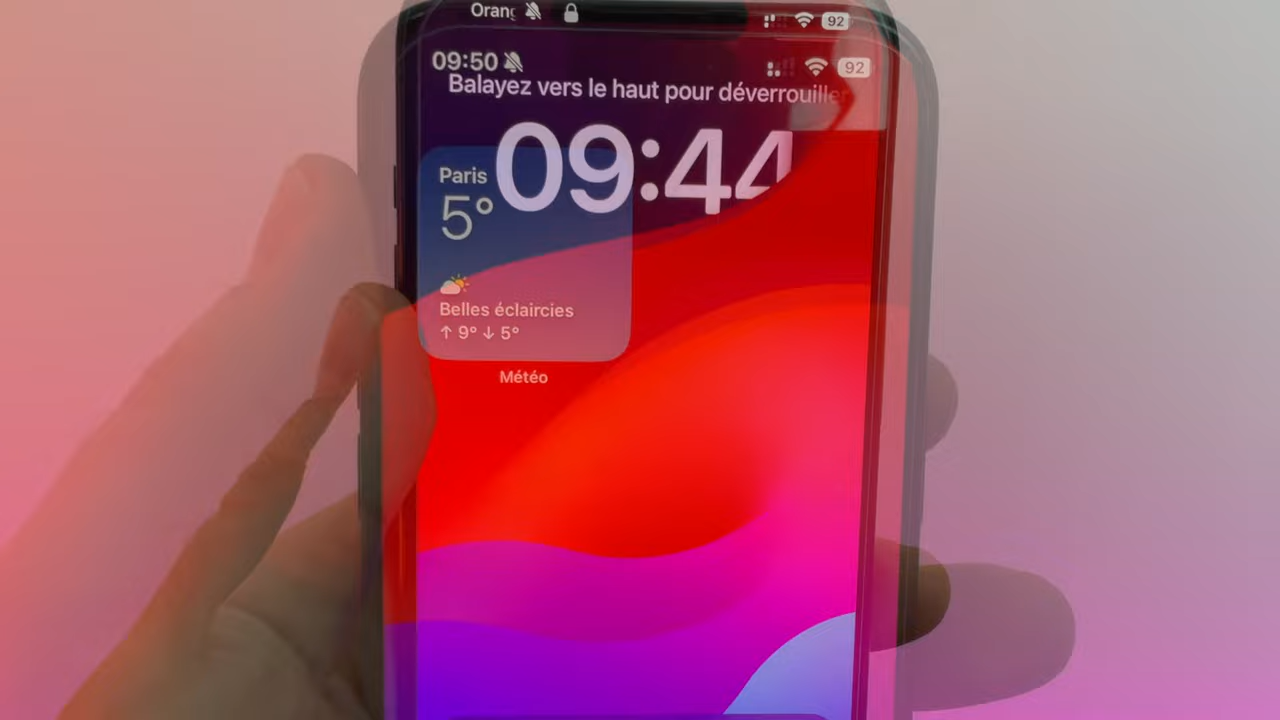 Orang
92
09:50
92
Balayez vers le haut pour déverrouiller
09:44
Paris
5°
Belles éclaircies
↑ 9° ↓ 5°
Météo